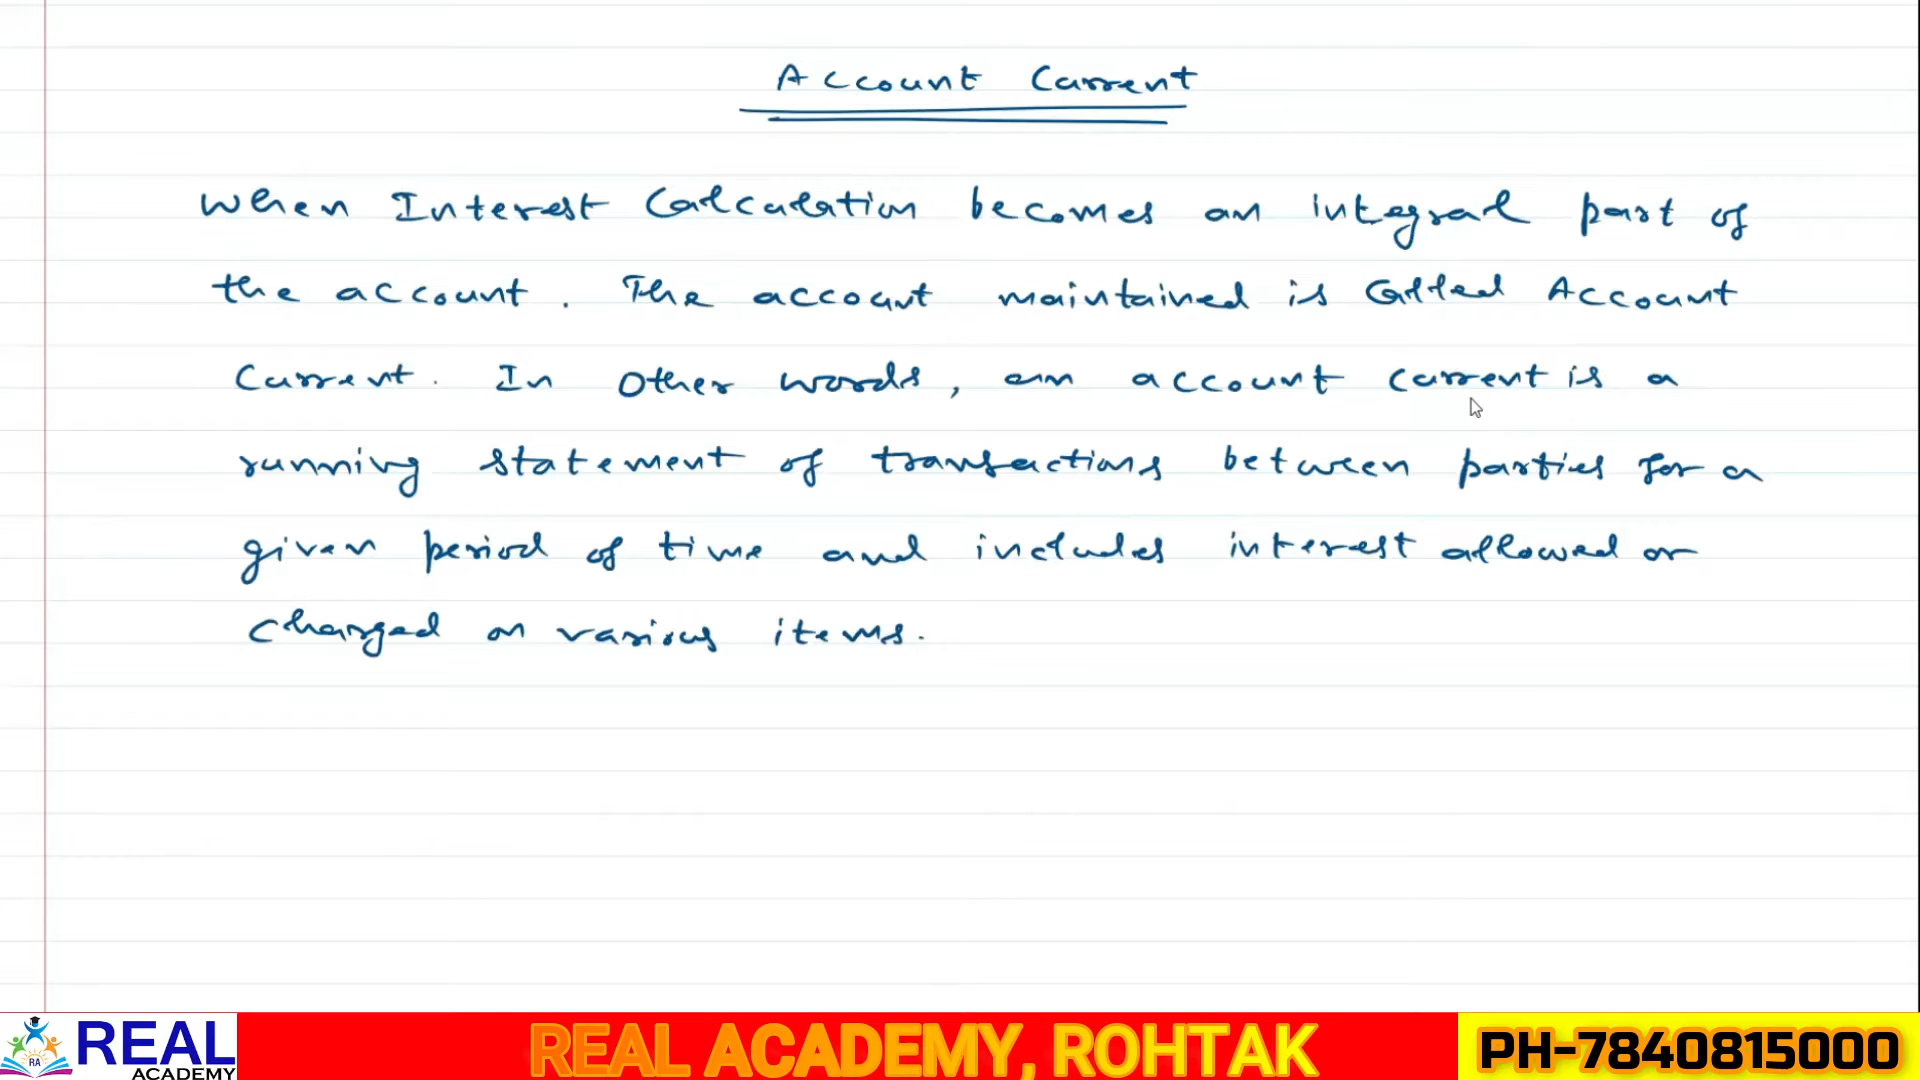 Account Current
When Interest Calculation becomes an integral part of
the account. The account maintained is Called Account
Current. In Other words, an account current is a
running statement of transactions between parties for a
given period of time and includes interest allowed or
charged on various items.
RA REAL ACADEMY
REAL ACADEMY, ROHTAK
PH-7840815000